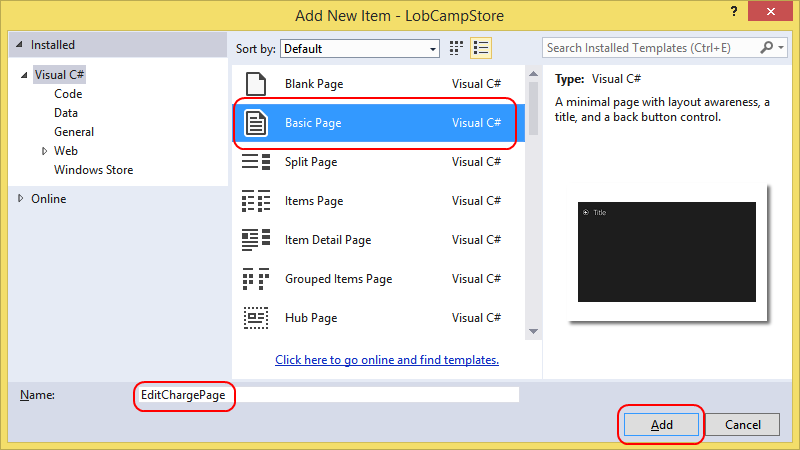 Add New Item - LobCampStore
?
Installed
Visual C#
Code
Data
General
Web
Windows Store
Online
Sort by: Default
Blank Page Visual C#
Basic Page Visual C#
Split Page Visual C#
Items Page Visual C#
Item Detail Page Visual C#
Grouped Items Page Visual C#
Hub Page Visual C#
Click here to go online and find templates.
Search Installed Templates (Ctrl+E)
Type: Visual C#
A minimal page with layout awareness, a
title, and a back button control.
Title
Name: EditChargePage
Add Cancel